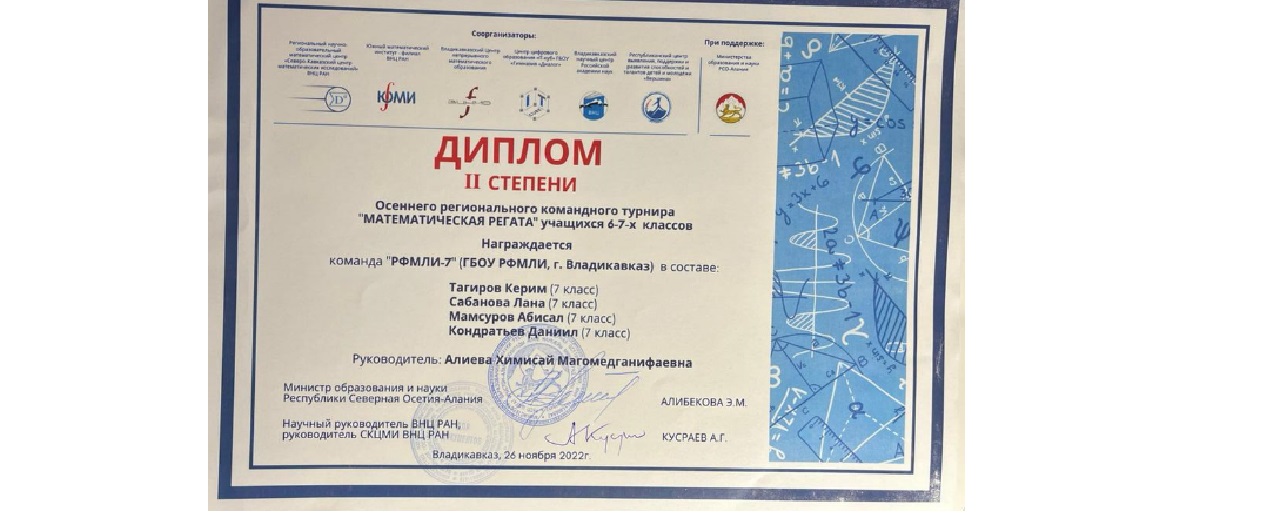 Соорганизаторы:
При поддержке:
Региональный научно-
образовательный
математический центр
«Северо-Кавказский центр
математических исследований»
ВНЦ РАН
Южный математический
институт - филиал
ВНЦ РАН
Владикавказский Центр
непрерывного
математического
образования
Центр цифрового
образования «IT-куб» ГБОУ
«Гимназия «Диалог»
Владикавказский
научный центр
Российской
академии наук
Республиканский центр
выявления, поддержки и
развития способностей и
талантов детей и молодежи
«Вершина»
Министерство
образования и науки
РСО-Алания
ДИПЛОМ
II СТЕПЕНИ
Осеннего регионального командного турнира
"МАТЕМАТИЧЕСКАЯ РЕГАТА" учащихся 6-7-х классов
Награждается
команда "РФМЛИ-7" (ГБОУ РФМЛИ, г. Владикавказ) в составе:
Тагиров Керим (7 класс)
Сабанова Лана (7 класс)
Мамсуров Абисал (7 класс)
Кондратьев Даниил (7 класс)
Руководитель: Алиева Химисай Магомедганифаевна
Министр образования и науки
Республики Северная Осетия-Алания
АЛИБЕКОВА Э.М.
Научный руководитель ВНЦ РАН,
руководитель СКЦМИ ВНЦ РАН
КУСРАЕВ А.Г.
Владикавказ, 26 ноября 2022г.